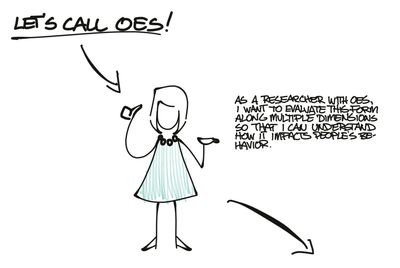 LET'S CALL OES!
AS A RESEARCHER WITH OES,
I WANT TO EVALUATE THIS FORM
ALONG MULTIPLE DIMENSIONS
SO THAT I CAN UNDERSTAND
HOW IT IMPACTS PEOPLE'S BE-
HAVIOR.